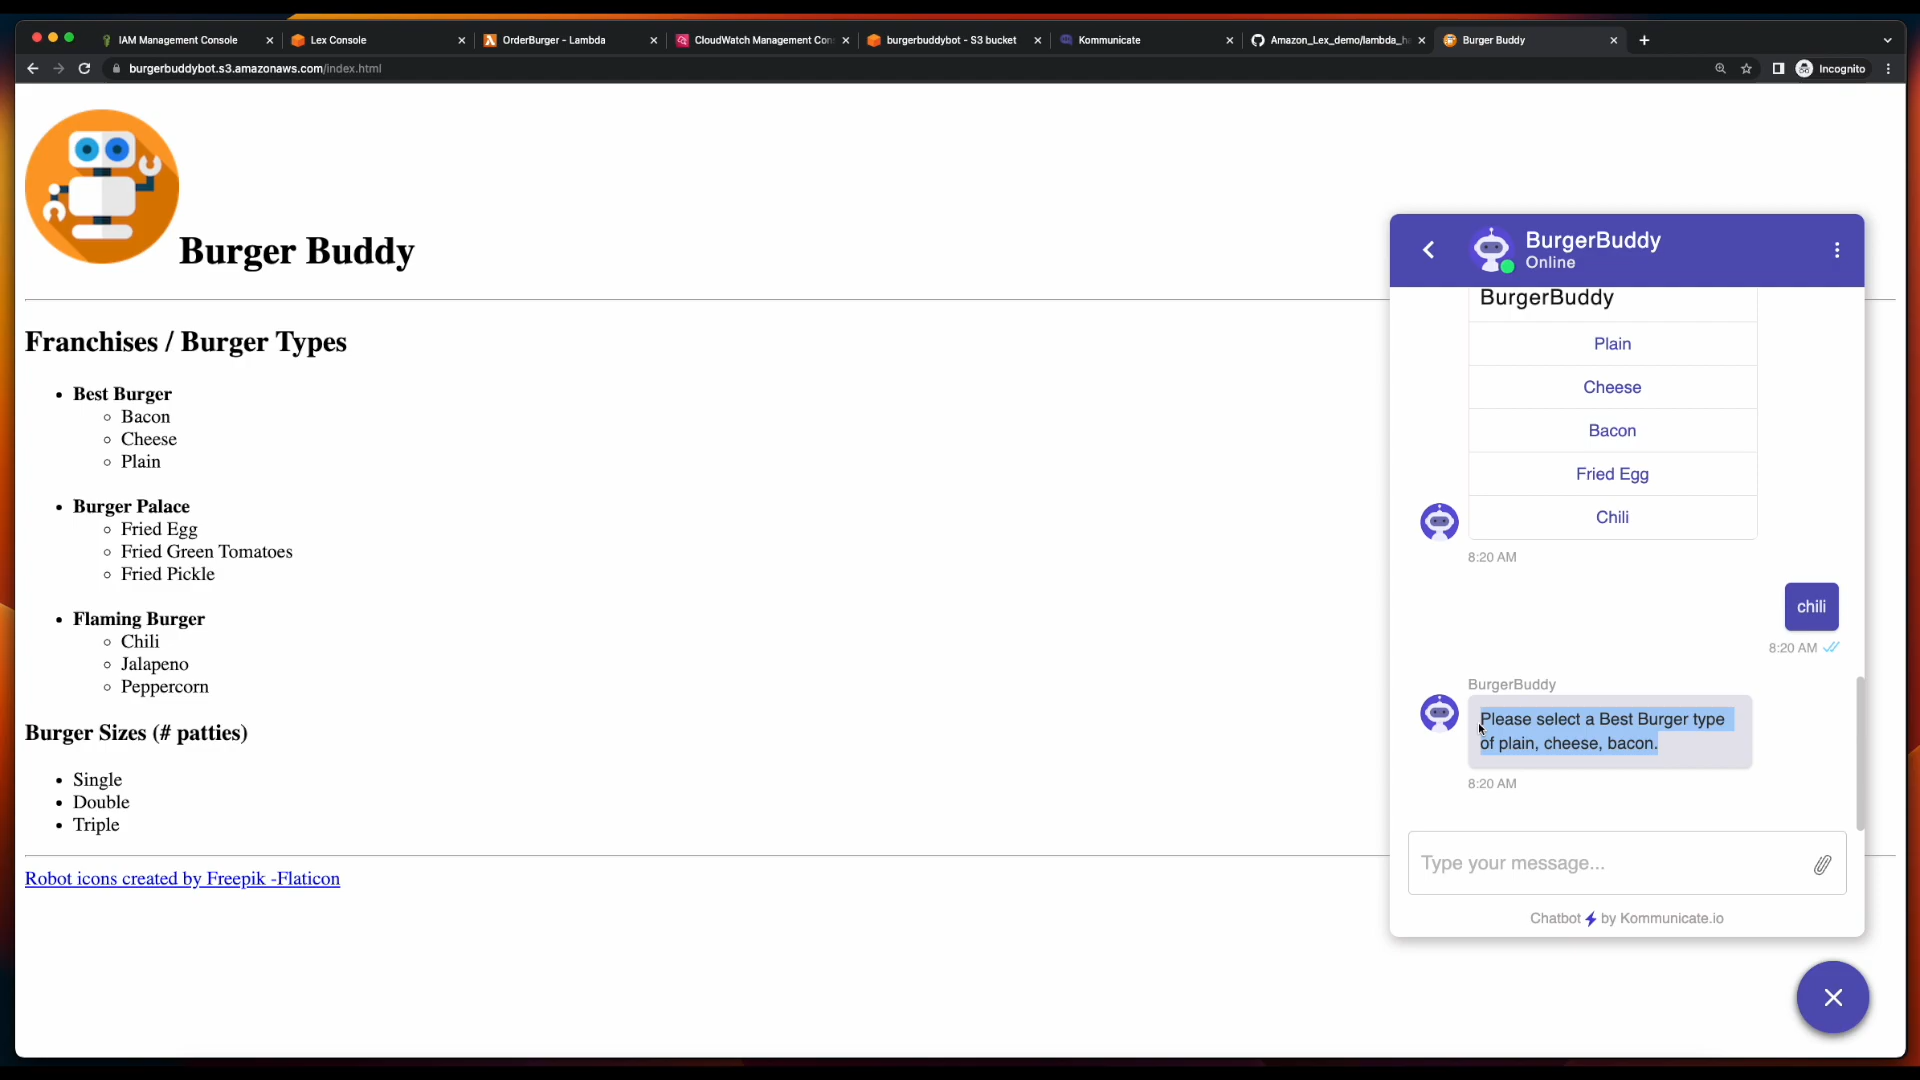 IAM Management Console
Lex Console
OrderBurger - Lambda
CloudWatch Management Con
burgerbuddybot - S3 bucket
Kommunicate
Amazon_Lex_demo/lambda_h
Burger Buddy
burgerbuddybot.s3.amazonaws.com/index.html
Incognito
Burger Buddy
Franchises / Burger Types
Best Burger
Bacon
Cheese
Plain
Burger Palace
Fried Egg
Fried Green Tomatoes
Fried Pickle
Flaming Burger
Chili
Jalapeno
Peppercorn
Burger Sizes (# patties)
Single
Double
Triple
Robot icons created by Freepik -Flaticon
BurgerBuddy
Online
BurgerBuddy
Plain
Cheese
Bacon
Fried Egg
Chili
8:20 AM
chili
8:20 AM
BurgerBuddy
Please select a Best Burger type
of plain, cheese, bacon.
8:20 AM
Type your message...
Chatbot by Kommunicate.io